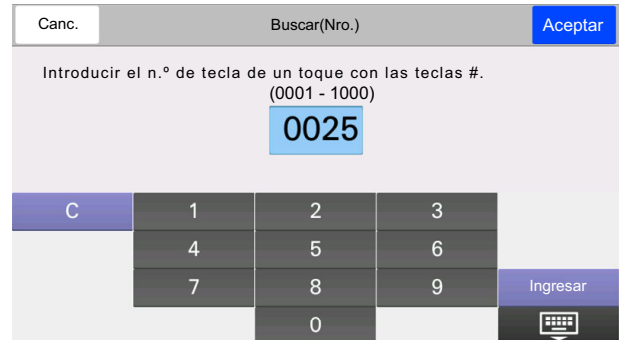 Canc. Buscar(Nro.) Aceptar
Introducir el n.º de tecla de un toque con las teclas #.
(0001 - 1000)
0025
C 1 2 3
4 5 6
7 8 9 Ingresar
0